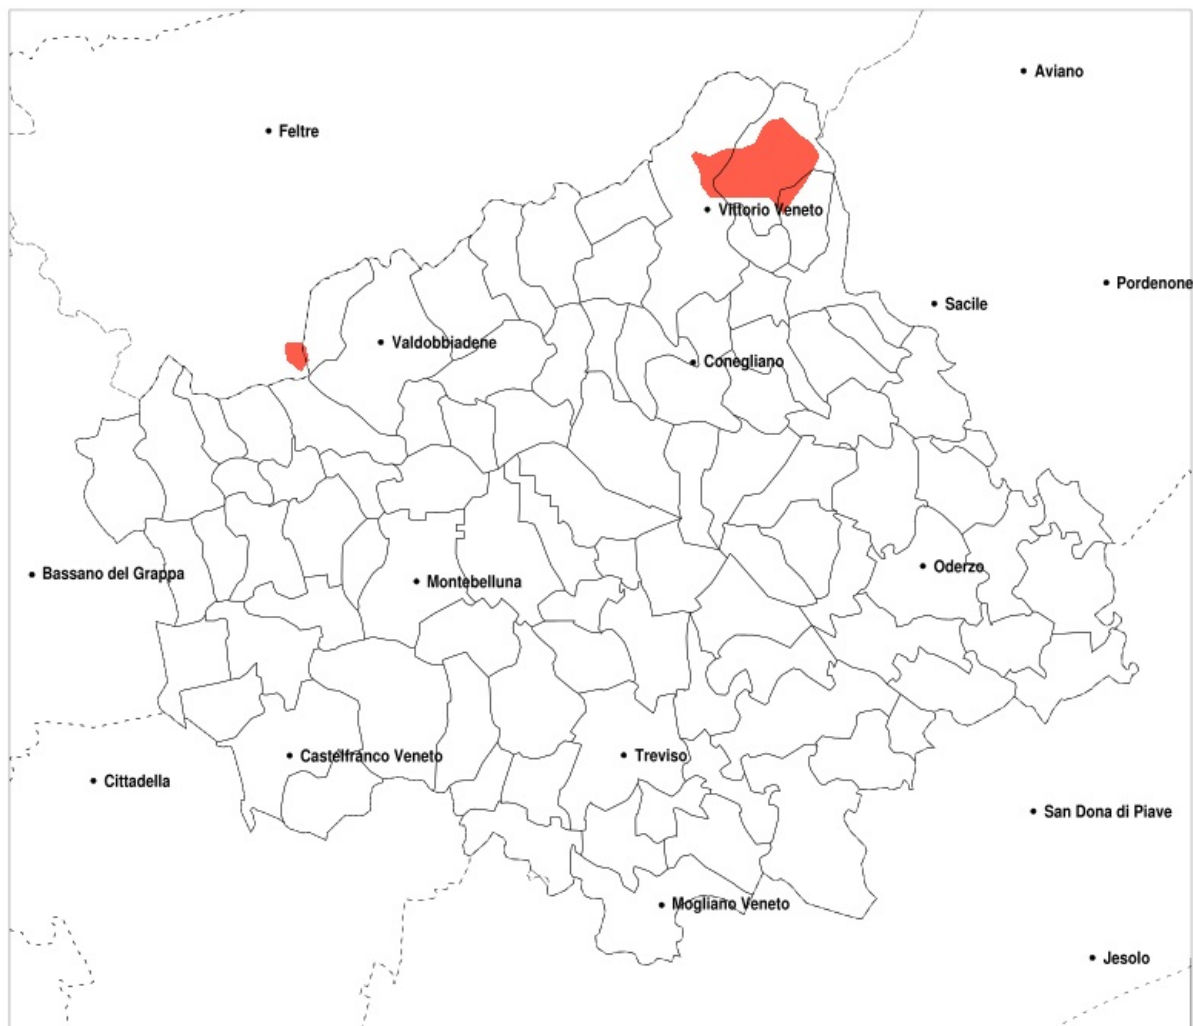 Aviano
Feltre
Vittorio Veneto
Pordenone
Sacile
Valdobbiadene
Conegliano
Oderzo
Bassano del Grappa
Montebelluna
Castelfranco Veneto
Treviso
Cittadella
San Dona di Piave
Mogliano Veneto
Jesolo